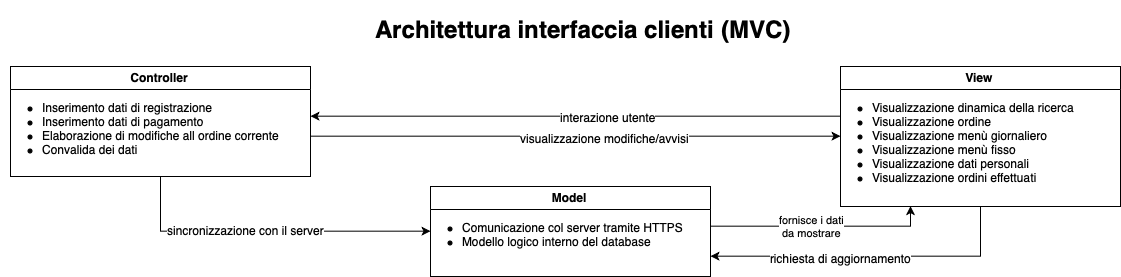 Architettura interfaccia clienti (MVC)
Controller
Inserimento dati di registrazione
Inserimento dati di pagamento
Elaborazione di modifiche all ordine corrente
Convalida dei dati
View
Visualizzazione dinamica della ricerca
Visualizzazione ordine
Visualizzazione menù giornaliero
Visualizzazione menù fisso
Visualizzazione dati personali
Visualizzazione ordini effettuati
interazione utente
visualizzazione modifiche/avvisi
Model
Comunicazione col server tramite HTTPS
Modello logico interno del database
sincronizzazione con il server
fornisce i dati
da mostrare
richiesta di aggiornamento